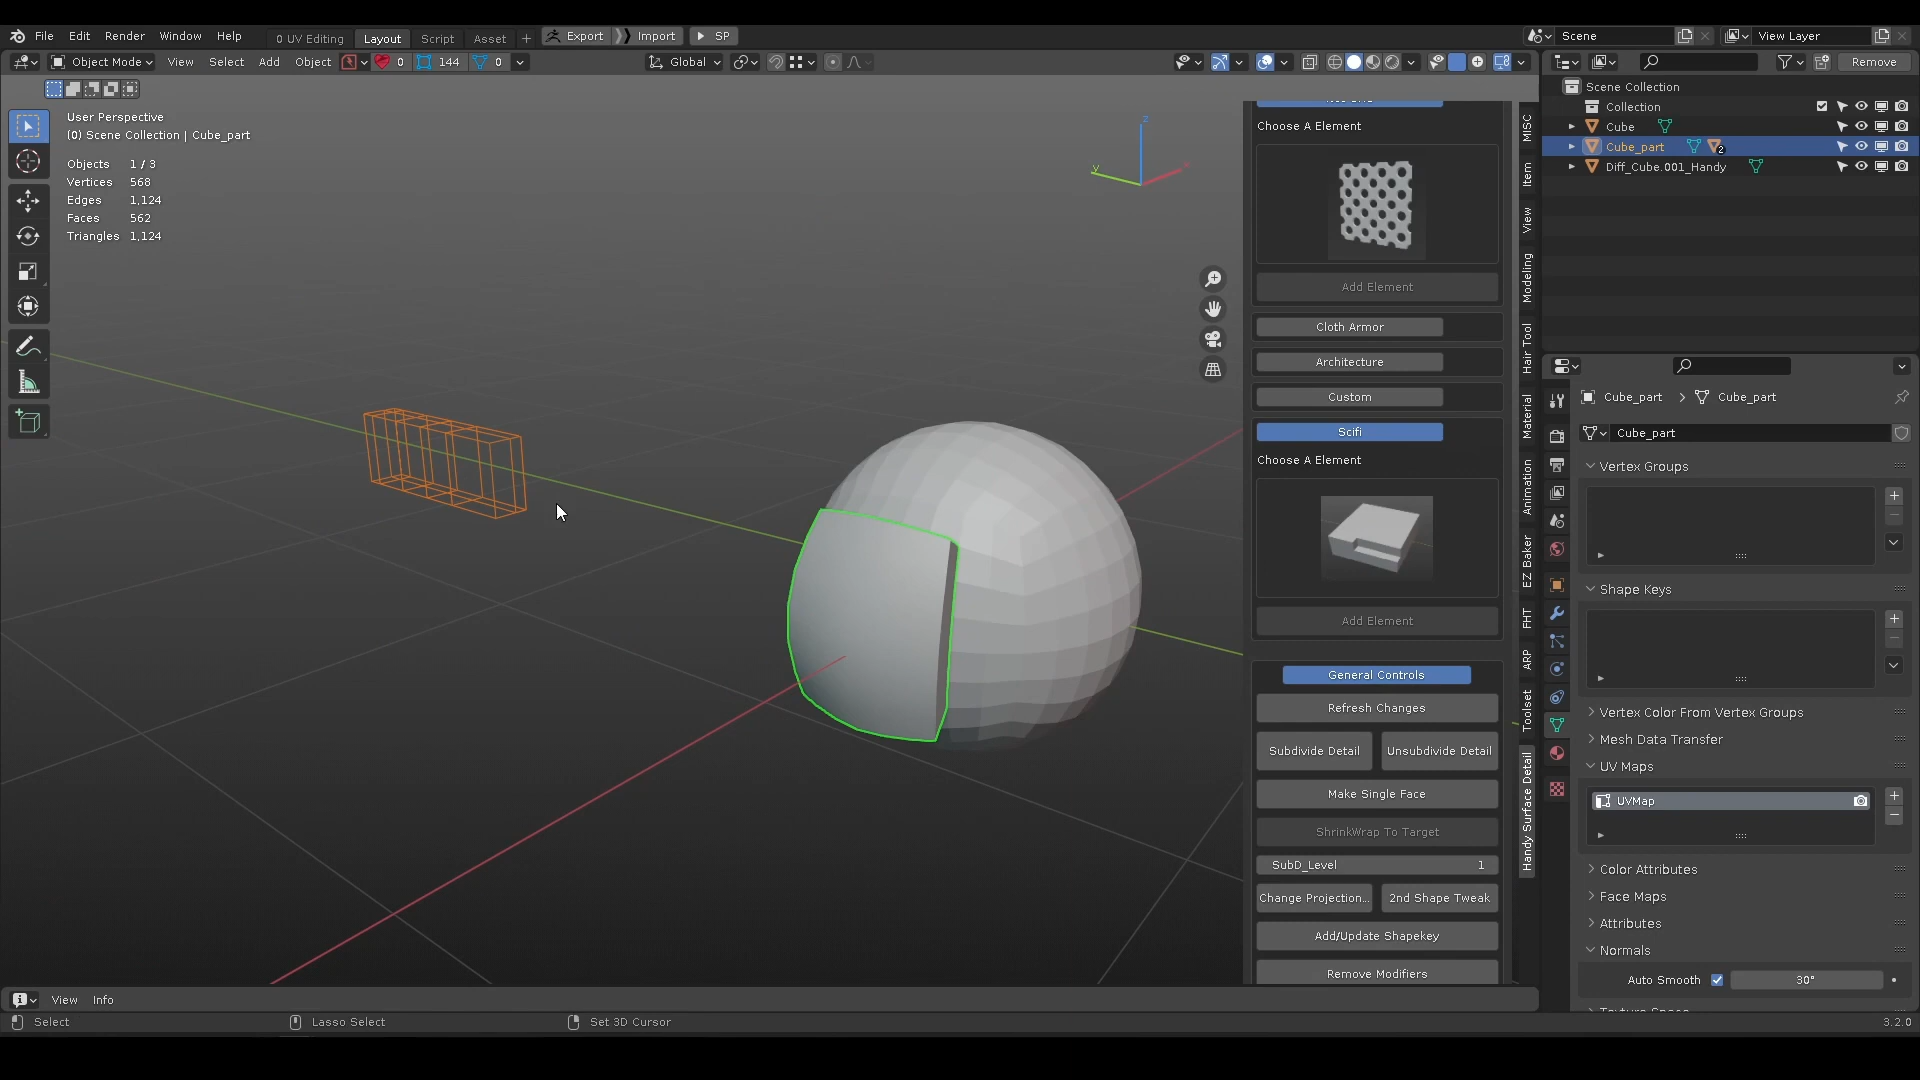 File Edit Render Window Help 0 UV Editing Layout Script Asset + Export Import SP Scene View Layer
Object Mode View Select Add Object 0 144 0 Global Remove
User Perspective
(0) Scene Collection | Cube_part
Objects 1 / 3
Vertices 568
Edges 1,124
Faces 562
Triangles 1,124
z
y
x
Choose A Element
Add Element
Cloth Armor
Architecture
Custom
Scifi
Choose A Element
Add Element
General Controls
Refresh Changes
Subdivide Detail Unsubdivide Detail
Make Single Face
ShrinkWrap To Target
SubD_Level 1
Change Projection... 2nd Shape Tweak
Add/Update Shapekey
Remove Modifiers
MISC
Item
View
Modeling
Hair Tool
Material
Animation
EZ Baker
FHT
ARP
Toolset
Handy Surface Detail
Scene Collection
Collection
Cube
Cube_part 2
Diff_Cube.001_Handy
Cube_part > Cube_part
Cube_part
Vertex Groups
Shape Keys
Vertex Color From Vertex Groups
Mesh Data Transfer
UV Maps
UVMap
Color Attributes
Face Maps
Attributes
Normals
Auto Smooth 30°
View Info
Select Lasso Select Set 3D Cursor 3.2.0